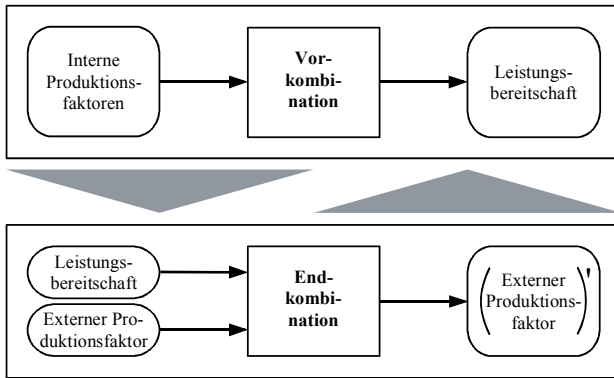 Interne
Produktions-
faktoren
Vor-
kombi-
nation
Leistungs-
bereitschaft
Leistungs-
bereitschaft
Externer Pro-
duktionsfaktor
End-
kombi-
nation
(Externer
Produktions-
faktor)'